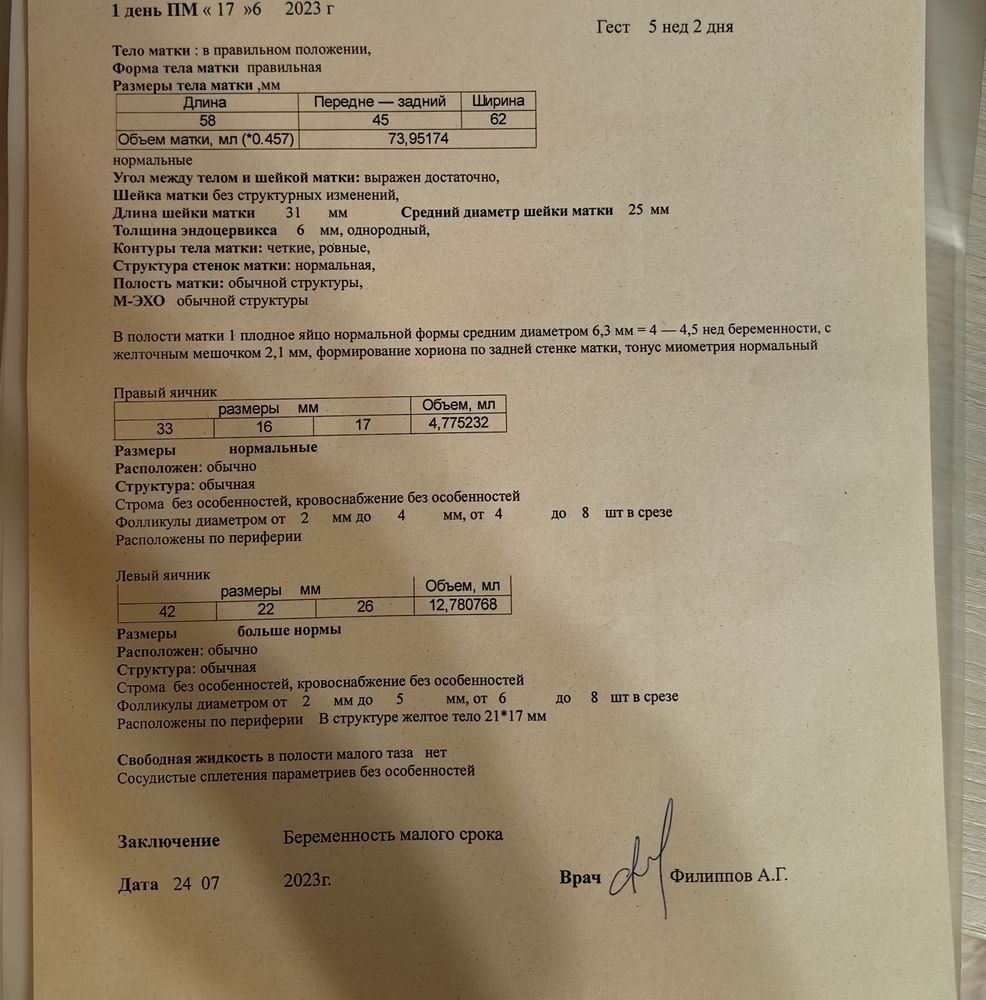 1 день ПМ « 17 »6 2023 г
Гест 5 нед 2 дня
Тело матки : в правильном положении,
Форма тела матки правильная
Размеры тела матки ,мм
Длина Передне — задний Ширина
58 45 62
Объем матки, мл (*0.457) 73,95174
нормальные
Угол между телом и шейкой матки: выражен достаточно,
Шейка матки без структурных изменений,
Длина шейки матки 31 мм Средний диаметр шейки матки 25 мм
Толщина эндоцервикса 6 мм, однородный,
Контуры тела матки: четкие, ровные,
Структура стенок матки: нормальная,
Полость матки: обычной структуры,
М-ЭХО обычной структуры
В полости матки 1 плодное яйцо нормальной формы средним диаметром 6,3 мм = 4 — 4,5 нед беременности, с
желточным мешочком 2,1 мм, формирование хориона по задней стенке матки, тонус миометрия нормальный
Правый яичник
размеры мм Объем, мл
33 16 17 4,775232
Размеры нормальные
Расположен: обычно
Структура: обычная
Строма без особенностей, кровоснабжение без особенностей
Фолликулы диаметром от 2 мм до 4 мм, от 4 до 8 шт в срезе
Расположены по периферии
Левый яичник
размеры мм Объем, мл
42 22 26 12,780768
Размеры больше нормы
Расположен: обычно
Структура: обычная
Строма без особенностей, кровоснабжение без особенностей
Фолликулы диаметром от 2 мм до 5 мм, от 6 до 8 шт в срезе
Расположены по периферии В структуре желтое тело 21*17 мм
Свободная жидкость в полости малого таза нет
Сосудистые сплетения параметриев без особенностей
Заключение Беременность малого срока
Дата 24 07 2023г. Врач Филиппов А.Г.